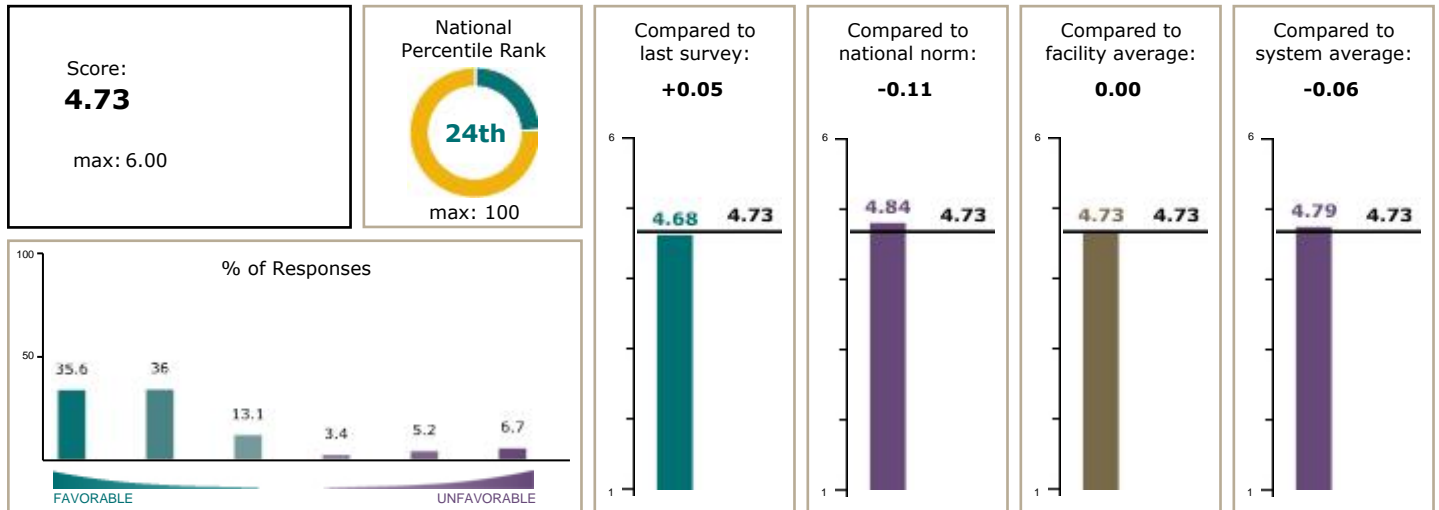 Score:
4.73
max: 6.00
National
Percentile Rank
24th
max: 100
% of Responses
100
50
35.6
36
13.1
3.4
5.2
6.7
FAVORABLE
UNFAVORABLE
Compared to
last survey:
+0.05
6
4.68 4.73
1
Compared to
national norm:
-0.11
6
4.84 4.73
1
Compared to
facility average:
0.00
6
4.73 4.73
1
Compared to
system average:
-0.06
6
4.79 4.73
1